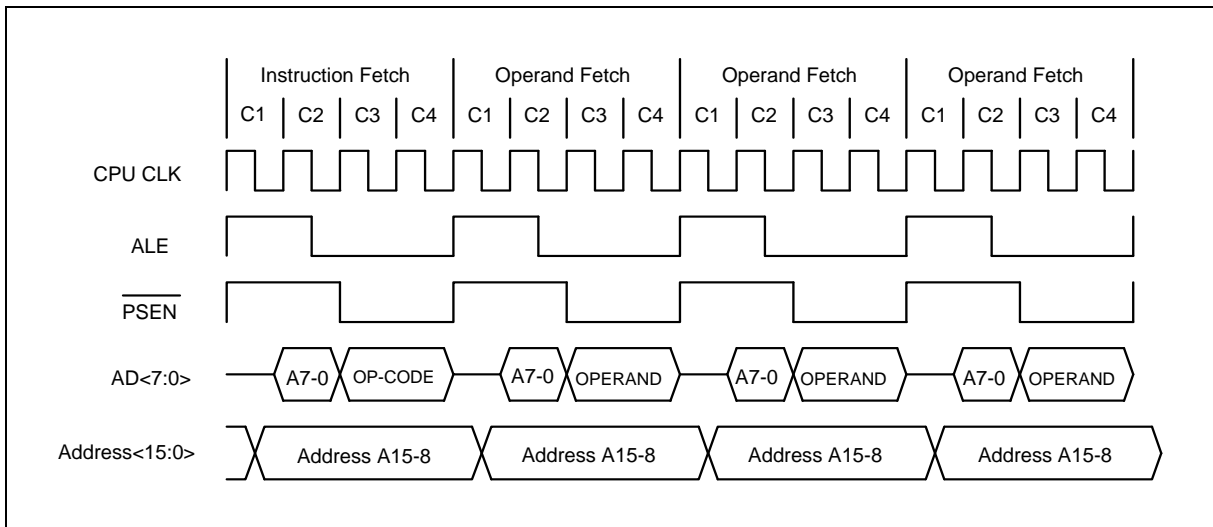 Instruction Fetch Operand Fetch Operand Fetch Operand Fetch
C1 C2 C3 C4 C1 C2 C3 C4 C1 C2 C3 C4 C1 C2 C3 C4
CPU CLK
ALE
PSEN
AD<7:0> A7-0 OP-CODE A7-0 OPERAND A7-0 OPERAND A7-0 OPERAND
Address<15:0> Address A15-8 Address A15-8 Address A15-8 Address A15-8